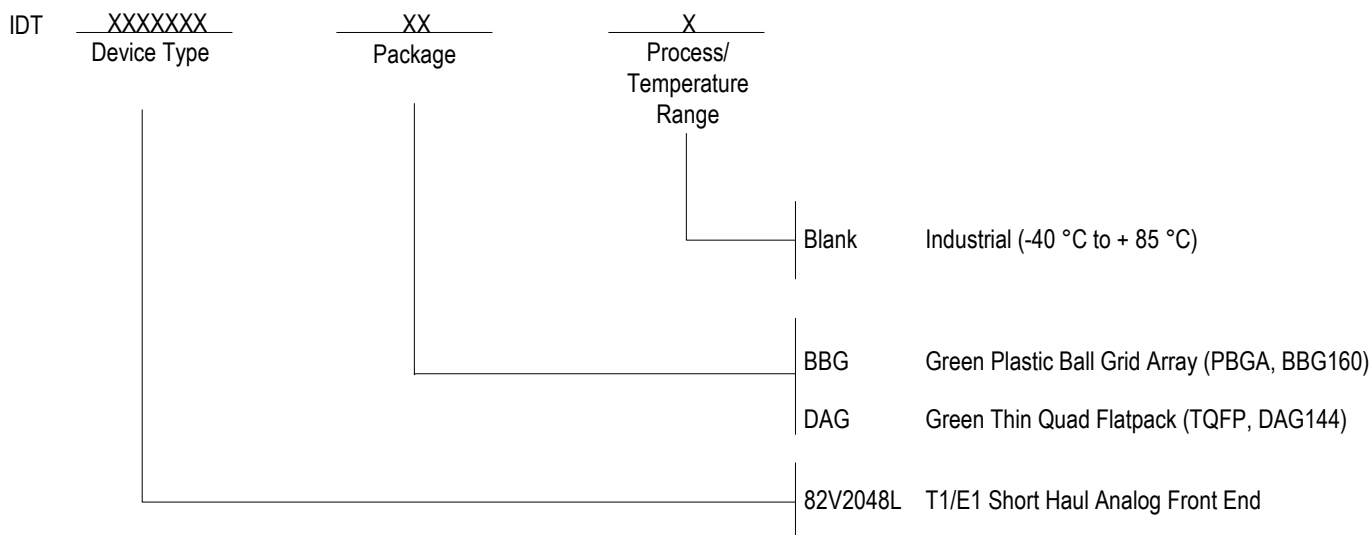 IDT XXXXXXX XX X
Device Type Package Process/
Temperature
Range
Blank Industrial (-40 °C to + 85 °C)
BBG Green Plastic Ball Grid Array (PBGA, BBG160)
DAG Green Thin Quad Flatpack (TQFP, DAG144)
82V2048L T1/E1 Short Haul Analog Front End